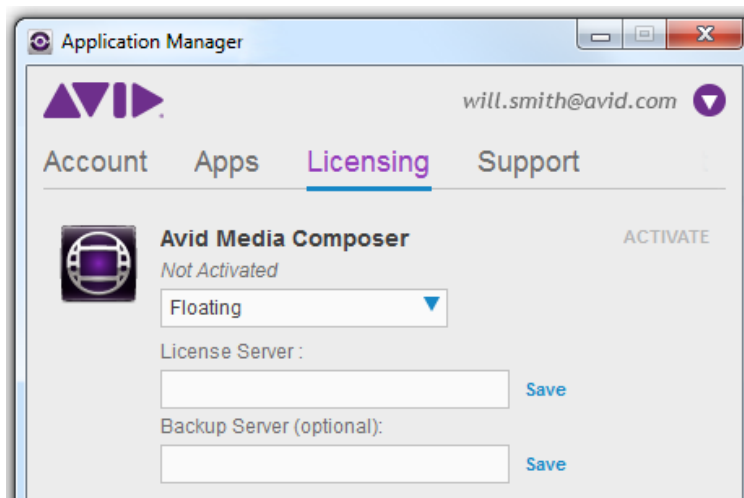 Application Manager
AVID
will.smith@avid.com
Account Apps Licensing Support
Avid Media Composer
ACTIVATE
Not Activated
Floating
License Server :
Save
Backup Server (optional):
Save